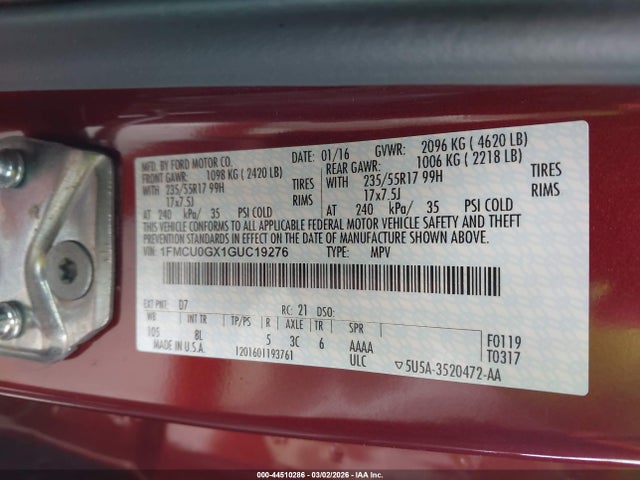 MFD. BY FORD MOTOR CO.
DATE: 01/16
GVWR: 2096 KG ( 4620 LB)
FRONT GAWR: 1098 KG ( 2420 LB)
REAR GAWR: 1006 KG ( 2218 LB)
WITH 235/55R17 99H TIRES
WITH 235/55R17 99H TIRES
17x7.5J RIMS
17x7.5J RIMS
AT 240 kPa/ 35 PSI COLD
AT 240 kPa/ 35 PSI COLD
THIS VEHICLE CONFORMS TO ALL APPLICABLE FEDERAL MOTOR VEHICLE SAFETY AND THEFT
PREVENTION STANDARDS IN EFFECT ON THE DATE OF MANUFACTURE SHOWN ABOVE.
VIN: 1FMCU0GX1GUC19276
TYPE: MPV
EXT PNT: D7
RC: 21 DSO:
WB INT TR TP/PS R AXLE TR SPR
105 8L 5 3C 6 AAAA
F0119
T0317
MADE IN U.S.A. 1201601193761 ULC
▽5U5A-3520472-AA
000-44510286 - 03/02/2026 - IAA Inc.